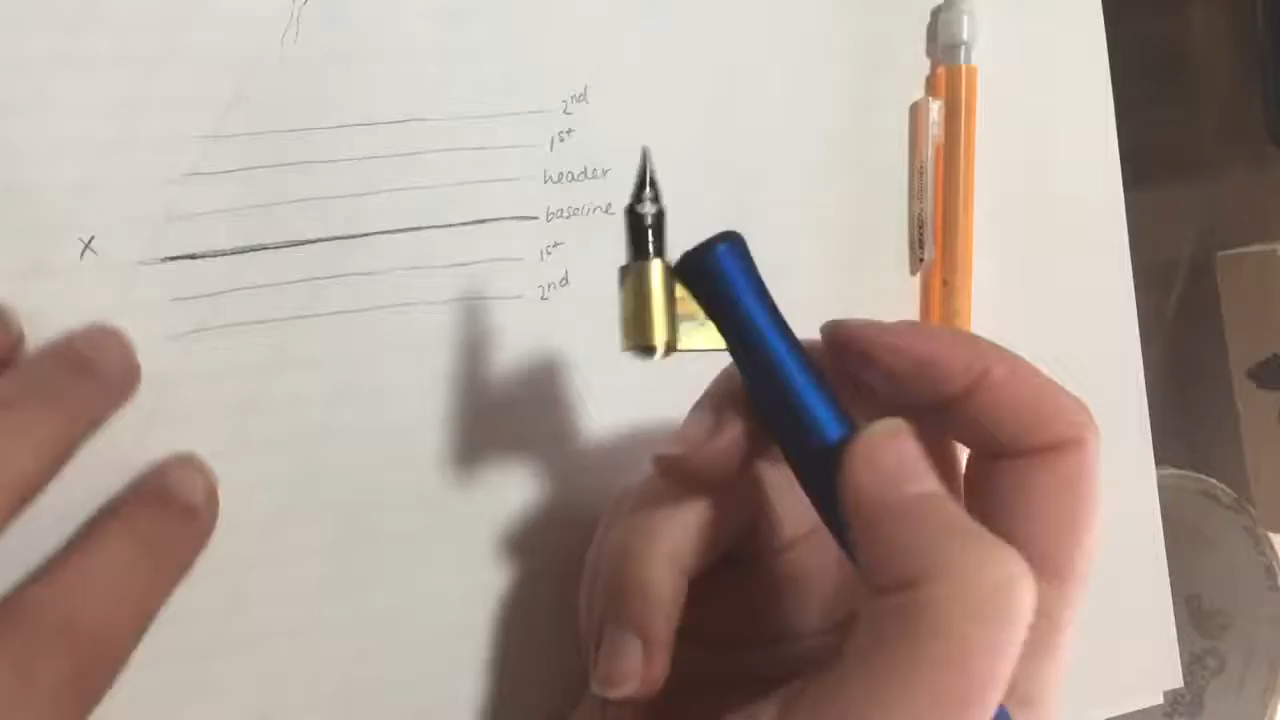 2nd
1st
header
baseline
X
1st
2nd